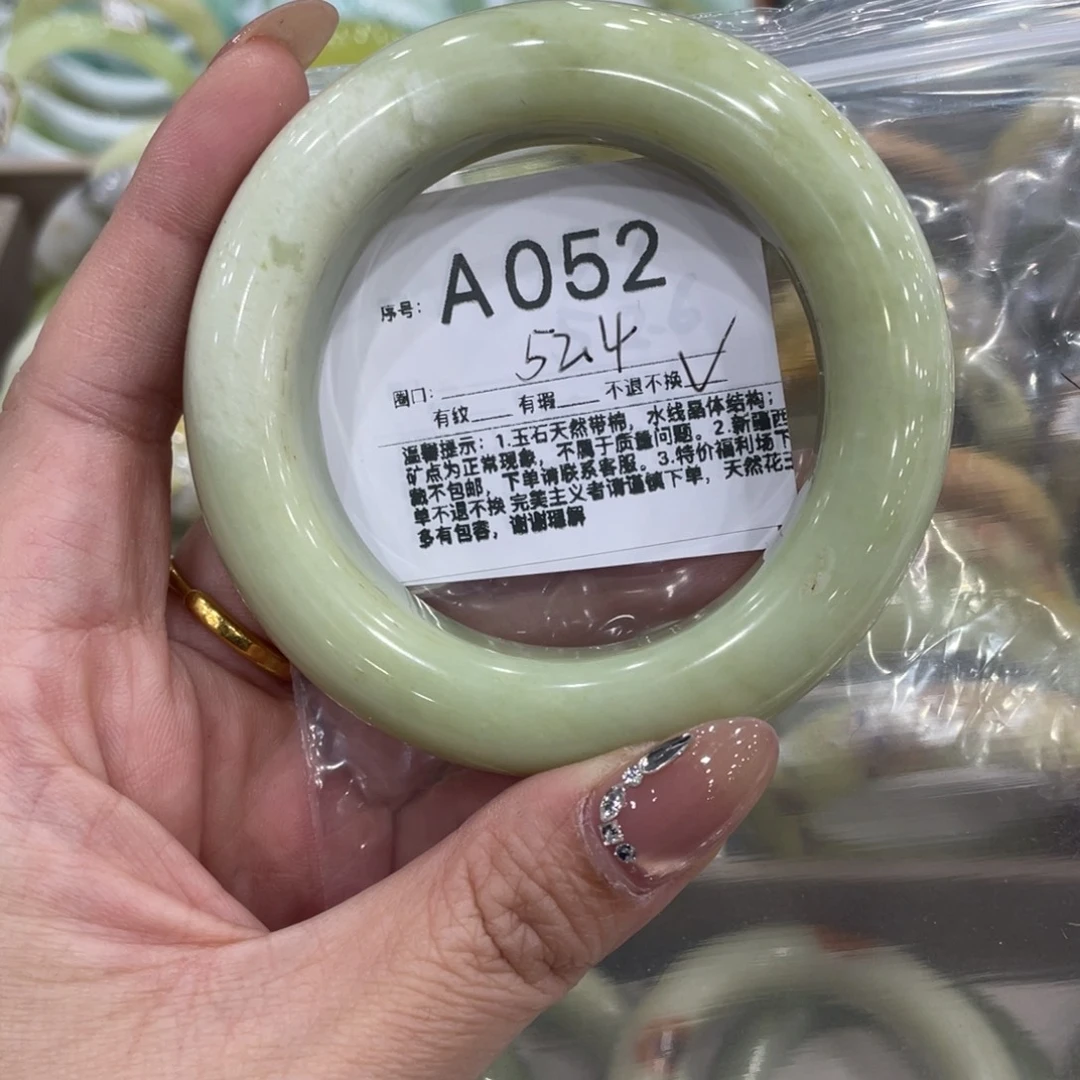 序号: A052
圈口: 52.4
有纹 有瑕 不退不换 √
温馨提示: 1.玉石天然带棉, 水线晶体结构;
矿点为正常现象, 不属于质量问题。2.新疆西
藏不包邮, 下单请联系客服。3.特价福利场下
单不退不换 完美主义者请谨慎下单, 天然花玉
多有包容, 谢谢理解